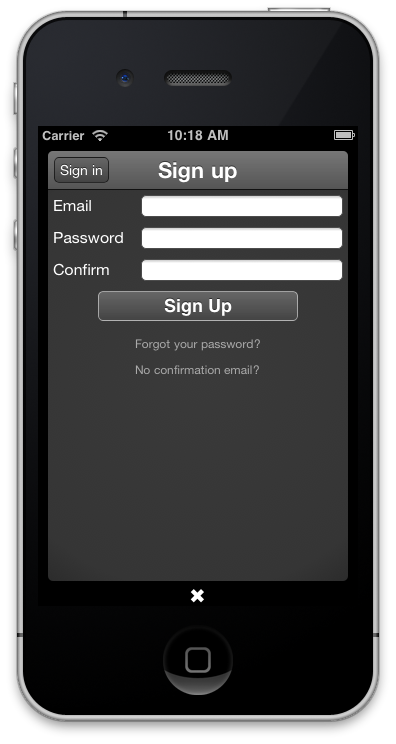 Carrier 10:18 AM
Sign in Sign up
Email
Password
Confirm
Sign Up
Forgot your password?
No confirmation email?